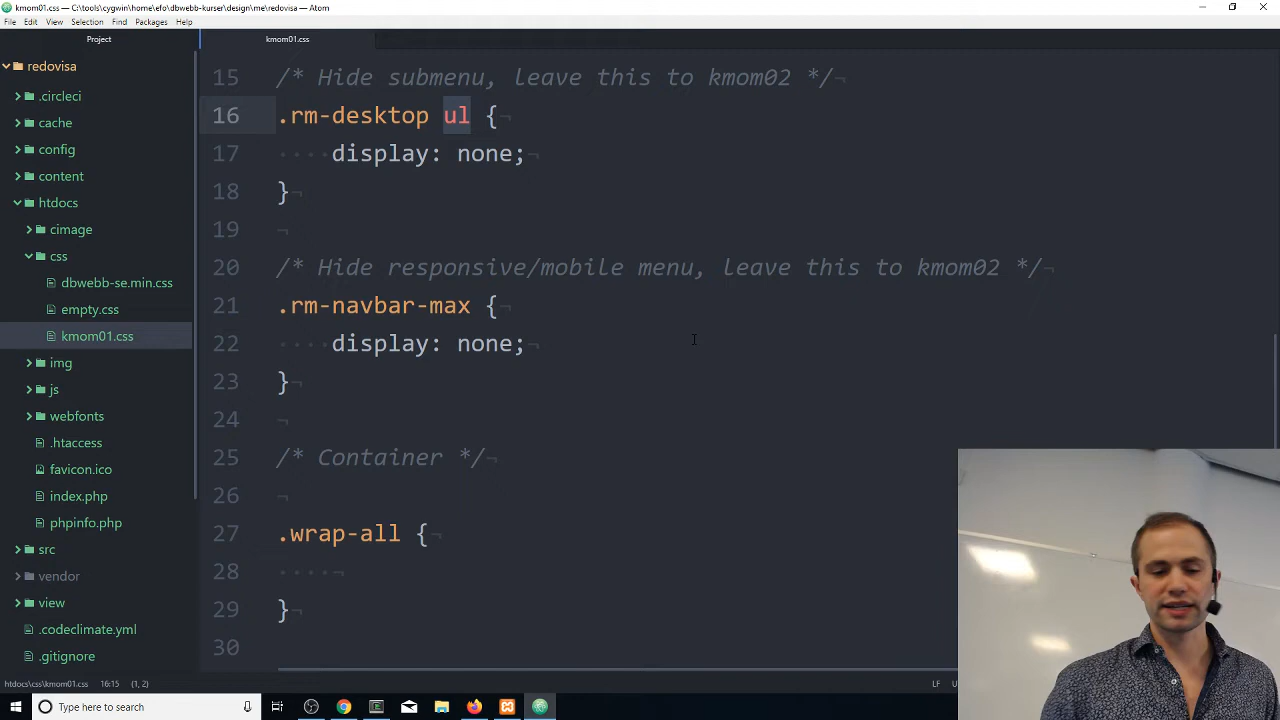 kmom01.css — C:\tools\cygwin\home\efo\dbwebb-kurser\design\me\redovisa — Atom
File Edit View Selection Find Packages Help
Project
redovisa
.circleci
cache
config
content
htdocs
cimage
css
dbwebb-se.min.css
empty.css
kmom01.css
img
js
webfonts
.htaccess
favicon.ico
index.php
phpinfo.php
src
vendor
view
.codeclimate.yml
.gitignore
kmom01.css
15 /* Hide submenu, leave this to kmom02 */
16 .rm-desktop ul {
17 display: none;
18 }
19
20 /* Hide responsive/mobile menu, leave this to kmom02 */
21 .rm-navbar-max {
22 display: none;
23 }
24
25 /* Container */
26
27 .wrap-all {
28
29 }
30
htdocs\css\kmom01.css 16:15 (1, 2) LF
Type here to search